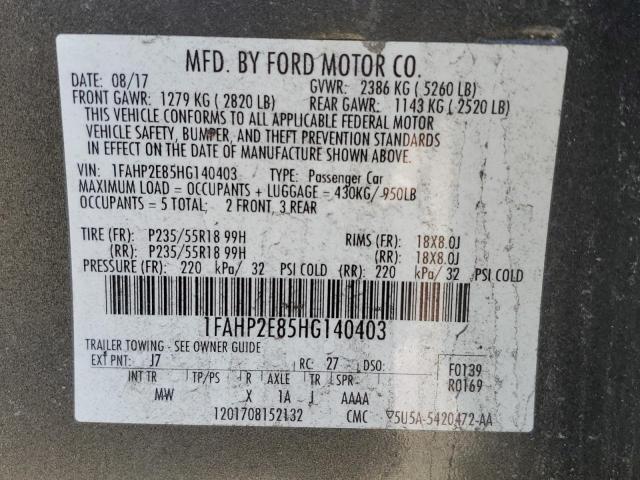 MFD. BY FORD MOTOR CO.
DATE: 08/17 GVWR: 2386 KG ( 5260 LB)
FRONT GAWR: 1279 KG ( 2820 LB) REAR GAWR: 1143 KG ( 2520 LB)
THIS VEHICLE CONFORMS TO ALL APPLICABLE FEDERAL MOTOR
VEHICLE SAFETY, BUMPER, AND THEFT PREVENTION STANDARDS
IN EFFECT ON THE DATE OF MANUFACTURE SHOWN ABOVE.
VIN: 1FAHP2E85HG140403 TYPE: Passenger Car
MAXIMUM LOAD = OCCUPANTS + LUGGAGE = 430KG/ 950LB
OCCUPANTS = 5 TOTAL; 2 FRONT, 3 REAR
TIRE (FR): P235/55R18 99H RIMS (FR): 18X8.0J
(RR): P235/55R18 99H (RR): 18X8.0J
PRESSURE (FR): 220 kPa/ 32 PSI COLD (RR): 220 kPa/ 32 PSI COLD
1FAHP2E85HG140403
TRAILER TOWING - SEE OWNER GUIDE
EXT PNT: J7 RC: 27 DSO: F0139
INT TR TP/PS R AXLE TR SPR R0169
MW X 1A J AAAA
1201708152132 CMC 5U5A-5420472-AA